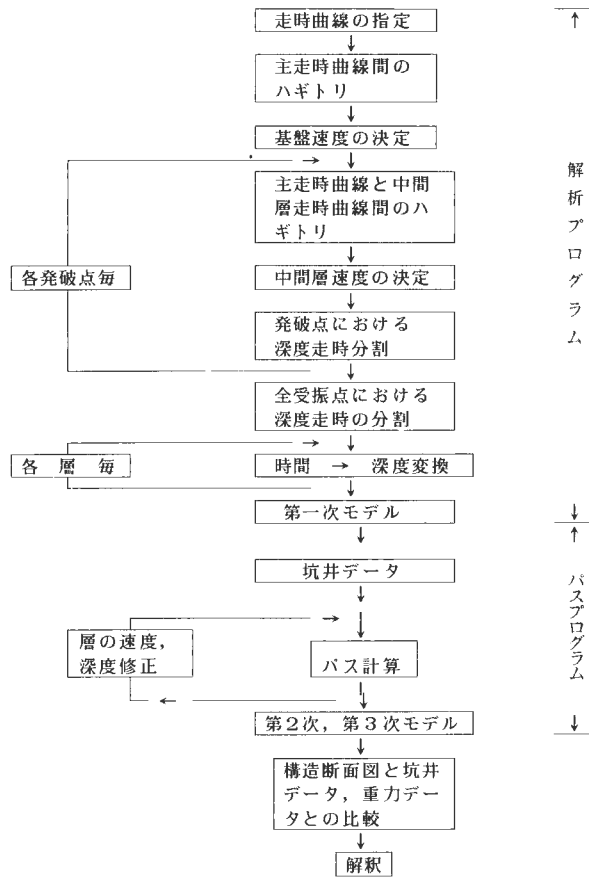 走時曲線の指定
主走時曲線間の
ハギトリ
基盤速度の決定
主走時曲線と中間
層走時曲線間のハ
ギトリ
各発破点毎
中間層速度の決定
発破点における
深度走時分割
全受振点における
深度走時の分割
各層毎
時間 → 深度変換
第一次モデル
解析プログラム
坑井データ
層の速度,
深度修正
パス計算
第2次,第3次モデル
パスプログラム
構造断面図と坑井
データ,重力デー
タとの比較
解釈